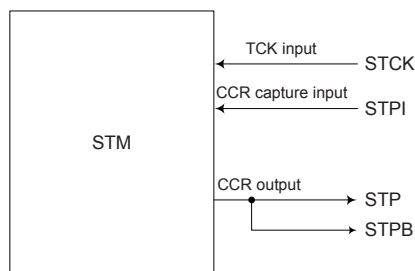 TCK input
STCK
CCR capture input
STPI
STM
CCR output
STP
STPB